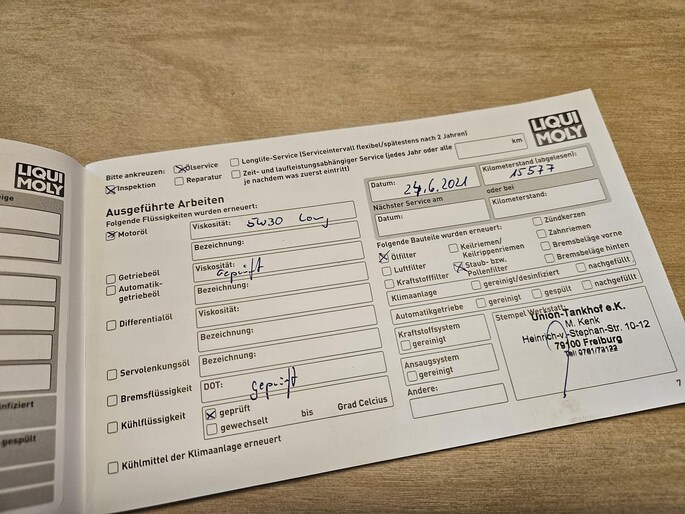 LIQUI
MOLY
eige
nfiziert
gespült
LIQUI
MOLY
Bitte ankreuzen:
Ölservice
Longlife-Service (Serviceintervall flexibel/spätestens nach 2 Jahren)
Inspektion
Reparatur
Zeit- und laufleistungsabhängiger Service (jedes Jahr oder alle
km
je nachdem was zuerst eintritt)
Ausgeführte Arbeiten
Folgende Flüssigkeiten wurden erneuert:
Motoröl
Viskosität: 5W30 Long
Bezeichnung:
Getriebeöl
Viskosität: geprüft
Automatik-
getriebeöl
Bezeichnung:
Differentialöl
Viskosität:
Bezeichnung:
Servolenkungsöl
Bezeichnung:
Bremsflüssigkeit
DOT: geprüft
Kühlflüssigkeit
geprüft
gewechselt
bis
Grad Celcius
Kühlmittel der Klimaanlage erneuert
Datum: 24.6.2021
Kilometerstand (abgelesen):
15577
Nächster Service am
oder bei
Datum:
Kilometerstand:
Folgende Bauteile wurden erneuert:
Ölfilter
Keilriemen/
Keilrippenriemen
Zündkerzen
Luftfilter
Zahnriemen
Kraftstofffilter
Staub- bzw.
Pollenfilter
Bremsbeläge vorne
Bremsbeläge hinten
Klimaanlage
gereinigt/desinfiziert
nachgefüllt
Automatikgetriebe
gereinigt
gespült
nachgefüllt
Kraftstoffsystem
gereinigt
Ansaugsystem
gereinigt
Andere:
Stempel Werkstatt:
Union-Tankhof e.K.
M. Kenk
Heinrich-v.-Stephan-Str. 10-12
79100 Freiburg
7